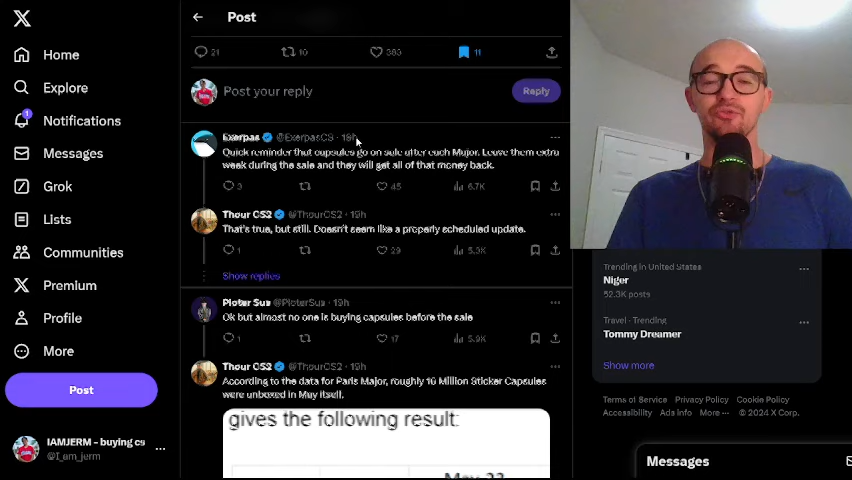 Post
21
10
383
11
Home
Post your reply
Reply
Explore
Notifications
1
Messages
Grok
Lists
Communities
Premium
Profile
More
Post
IAMJERM - buying cs
@I_am_jerm
Exerpas @ExerpasCS · 19h
Quick reminder that capsules go on sale after each Major. Leave them extra
week during the sale and they will get all of that money back.
3
45
6.7K
Thour CS2 @ThourCS2 · 19h
That's true, but still. Doesn't seem like a properly scheduled update.
1
29
5.3K
Show replies
Pioter Sus @PioterSus · 19h
Ok but almost no one is buying capsules before the sale
1
17
5.9K
Thour CS2 @ThourCS2 · 19h
According to the data for Paris Major, roughly 16 Million Sticker Capsules
were unboxed in May itself.
gives the following result:
Trending in United States
Niger
52.3K posts
Travel · Trending
Tommy Dreamer
Show more
Terms of Service Privacy Policy Cookie Policy
Accessibility Ads info More ... © 2024 X Corp.
Messages